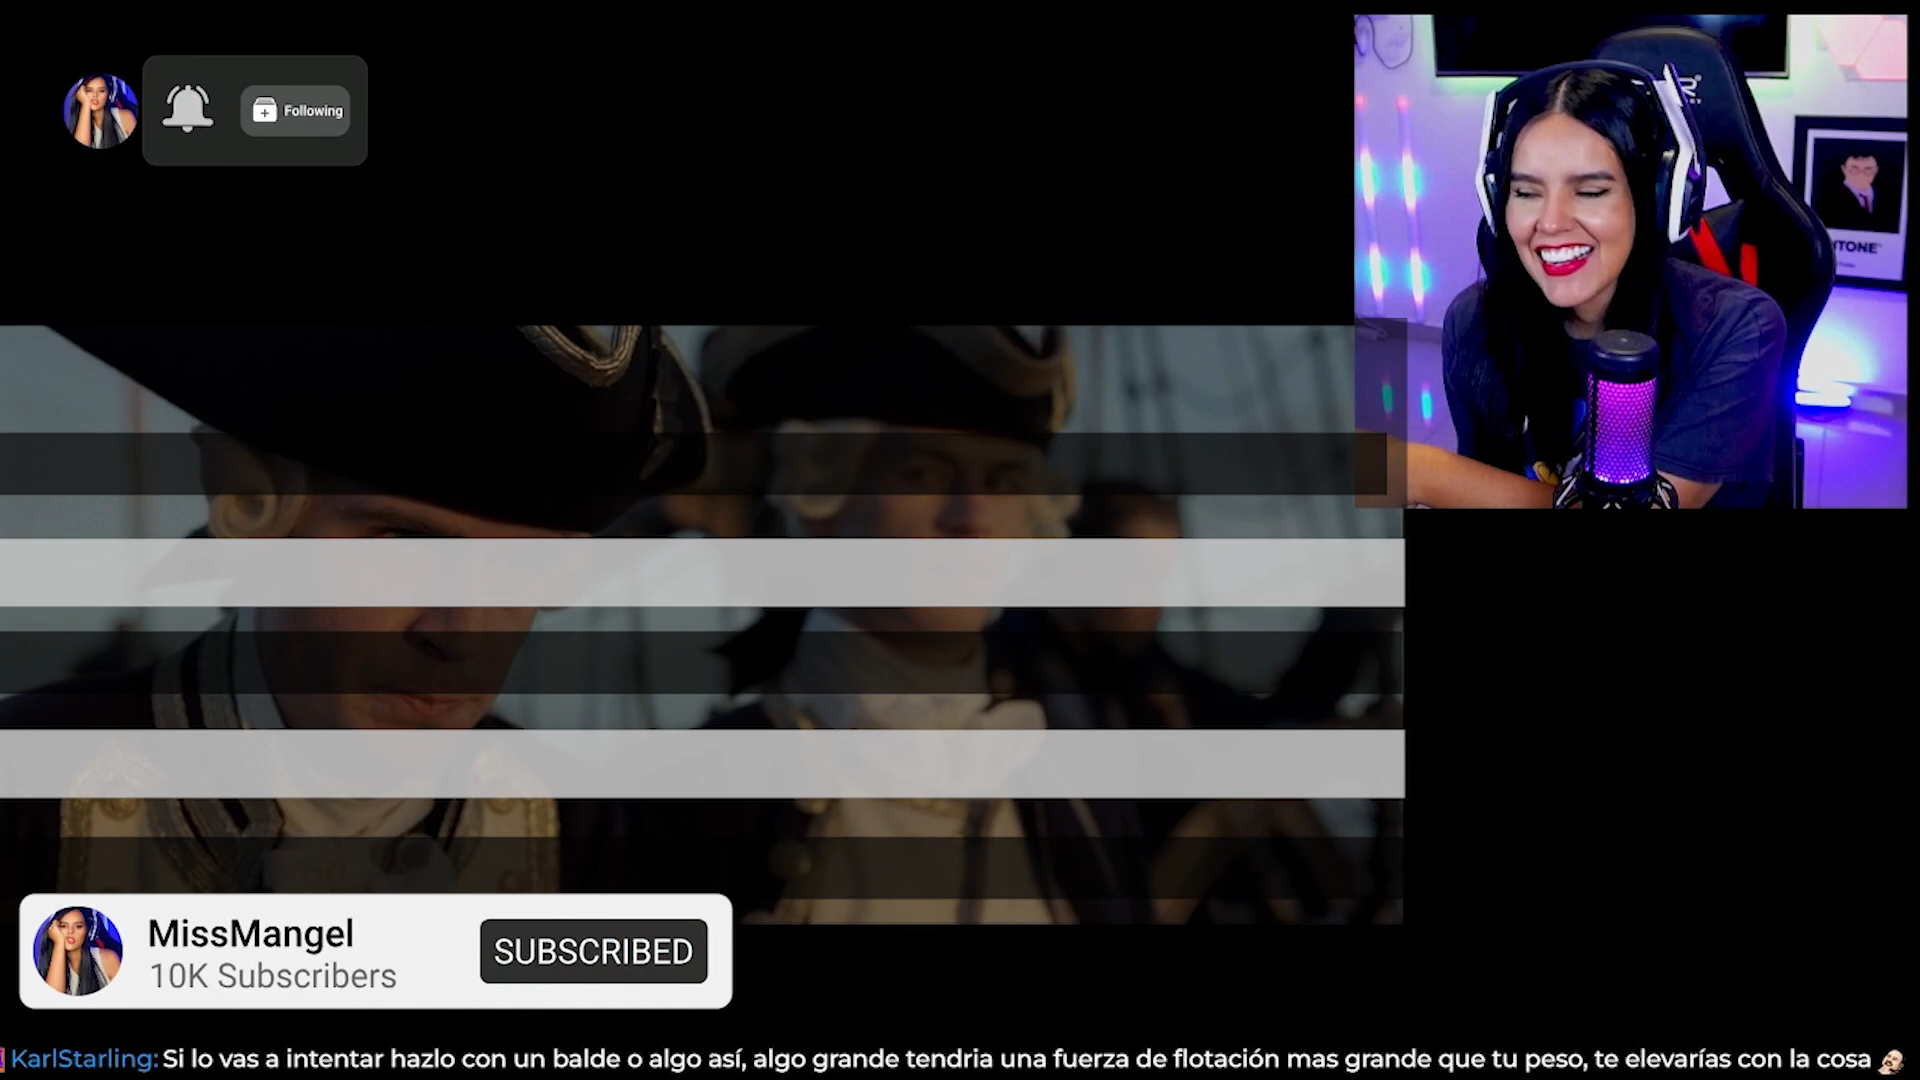 Following
TONE
MissMangel
10K Subscribers
SUBSCRIBED
KarlStarling: Si lo vas a intentar hazlo con un balde o algo así, algo grande tendria una fuerza de flotación mas grande que tu peso, te elevarías con la cosa